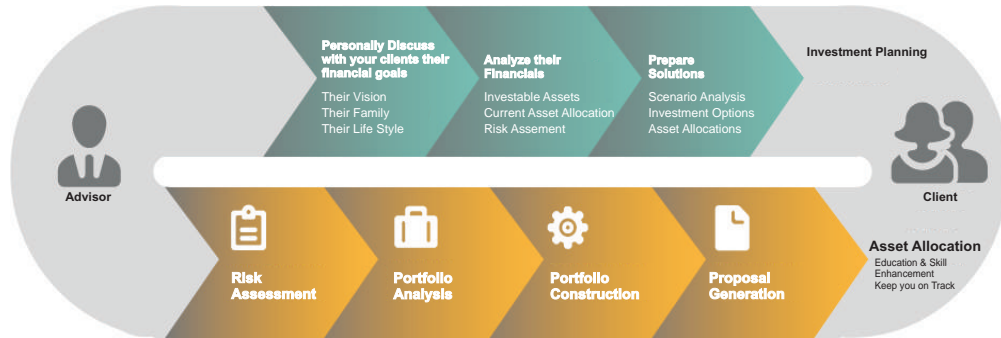 Personally Discuss
with your clients their
financial goals
Their Vision
Their Family
Their Life Style
Analyze their
Financials
Investable Assets
Current Asset Allocation
Risk Assement
Prepare
Solutions
Scenario Analysis
Investment Options
Asset Allocations
Investment Planning
Advisor
Client
Risk
Assessment
Portfolio
Analysis
Portfolio
Construction
Proposal
Generation
Asset Allocation
Education & Skill
Enhancement
Keep you on Track